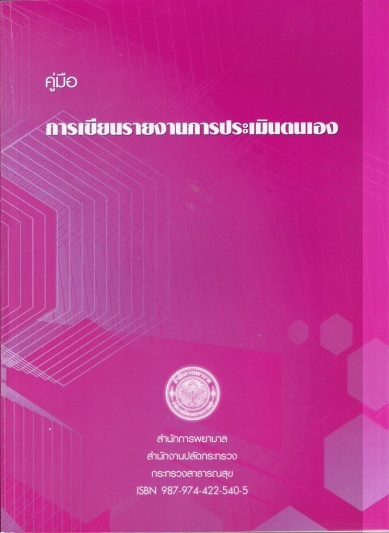 คู่มือ
การเขียนรายงานการประเมินตนเอง
สำนักการพยาบาล
สำนักงานปลัดกระทรวง
กระทรวงสาธารณสุข
ISBN 987-974-422-540-5